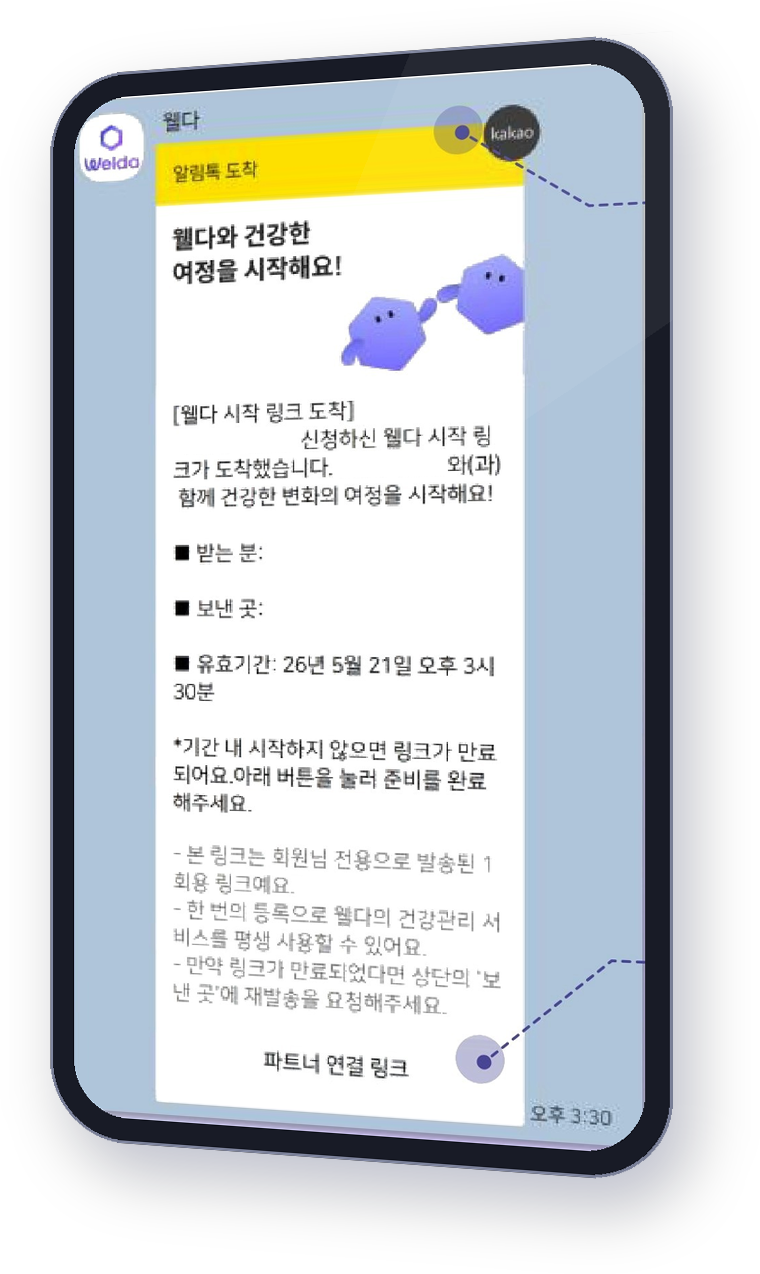 Welda
웰다
kakao
알림톡 도착
웰다와 건강한
여정을 시작해요!
[웰다 시작 링크 도착]
신청하신 웰다 시작 링
크가 도착했습니다. 와(과)
함께 건강한 변화의 여정을 시작해요!
■ 받는 분:
■ 보낸 곳:
■ 유효기간: 26년 5월 21일 오후 3시
30분
*기간 내 시작하지 않으면 링크가 만료
되어요.아래 버튼을 눌러 준비를 완료
해주세요.
- 본 링크는 회원님 전용으로 발송된 1
회용 링크예요.
- 한 번의 등록으로 웰다의 건강관리 서
비스를 평생 사용할 수 있어요.
- 만약 링크가 만료되었다면 상단의 '보
낸 곳'에 재발송을 요청해주세요.
파트너 연결 링크
오후 3:30